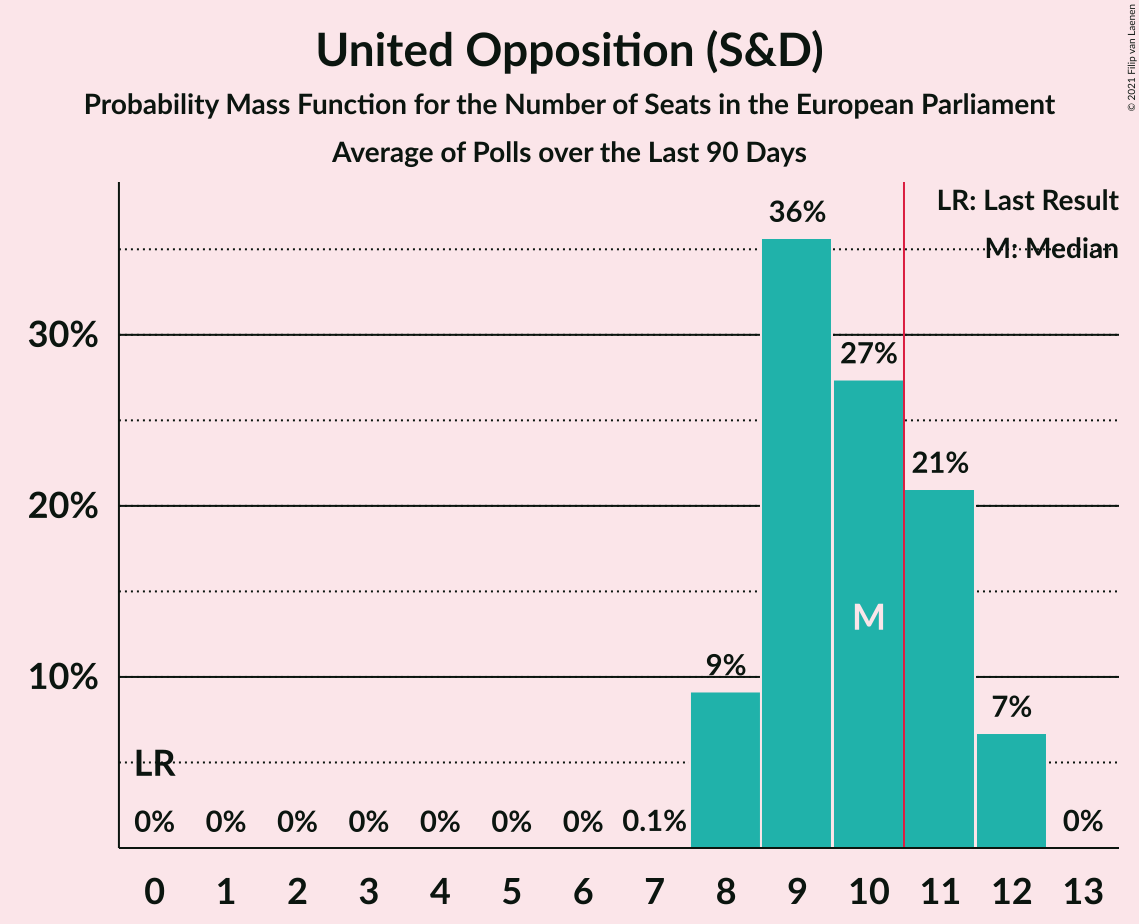 United Opposition (S&D)
Probability Mass Function for the Number of Seats in the European Parliament
Average of Polls over the Last 90 Days
© 2021 Filip van Laenen
LR: Last Result
M: Median
36%
30%
27%
21%
20%
M
10%
9%
7%
LR
0% 0% 0% 0% 0% 0% 0% 0.1% 0%
0 1 2 3 4 5 6 7 8 9 10 11 12 13